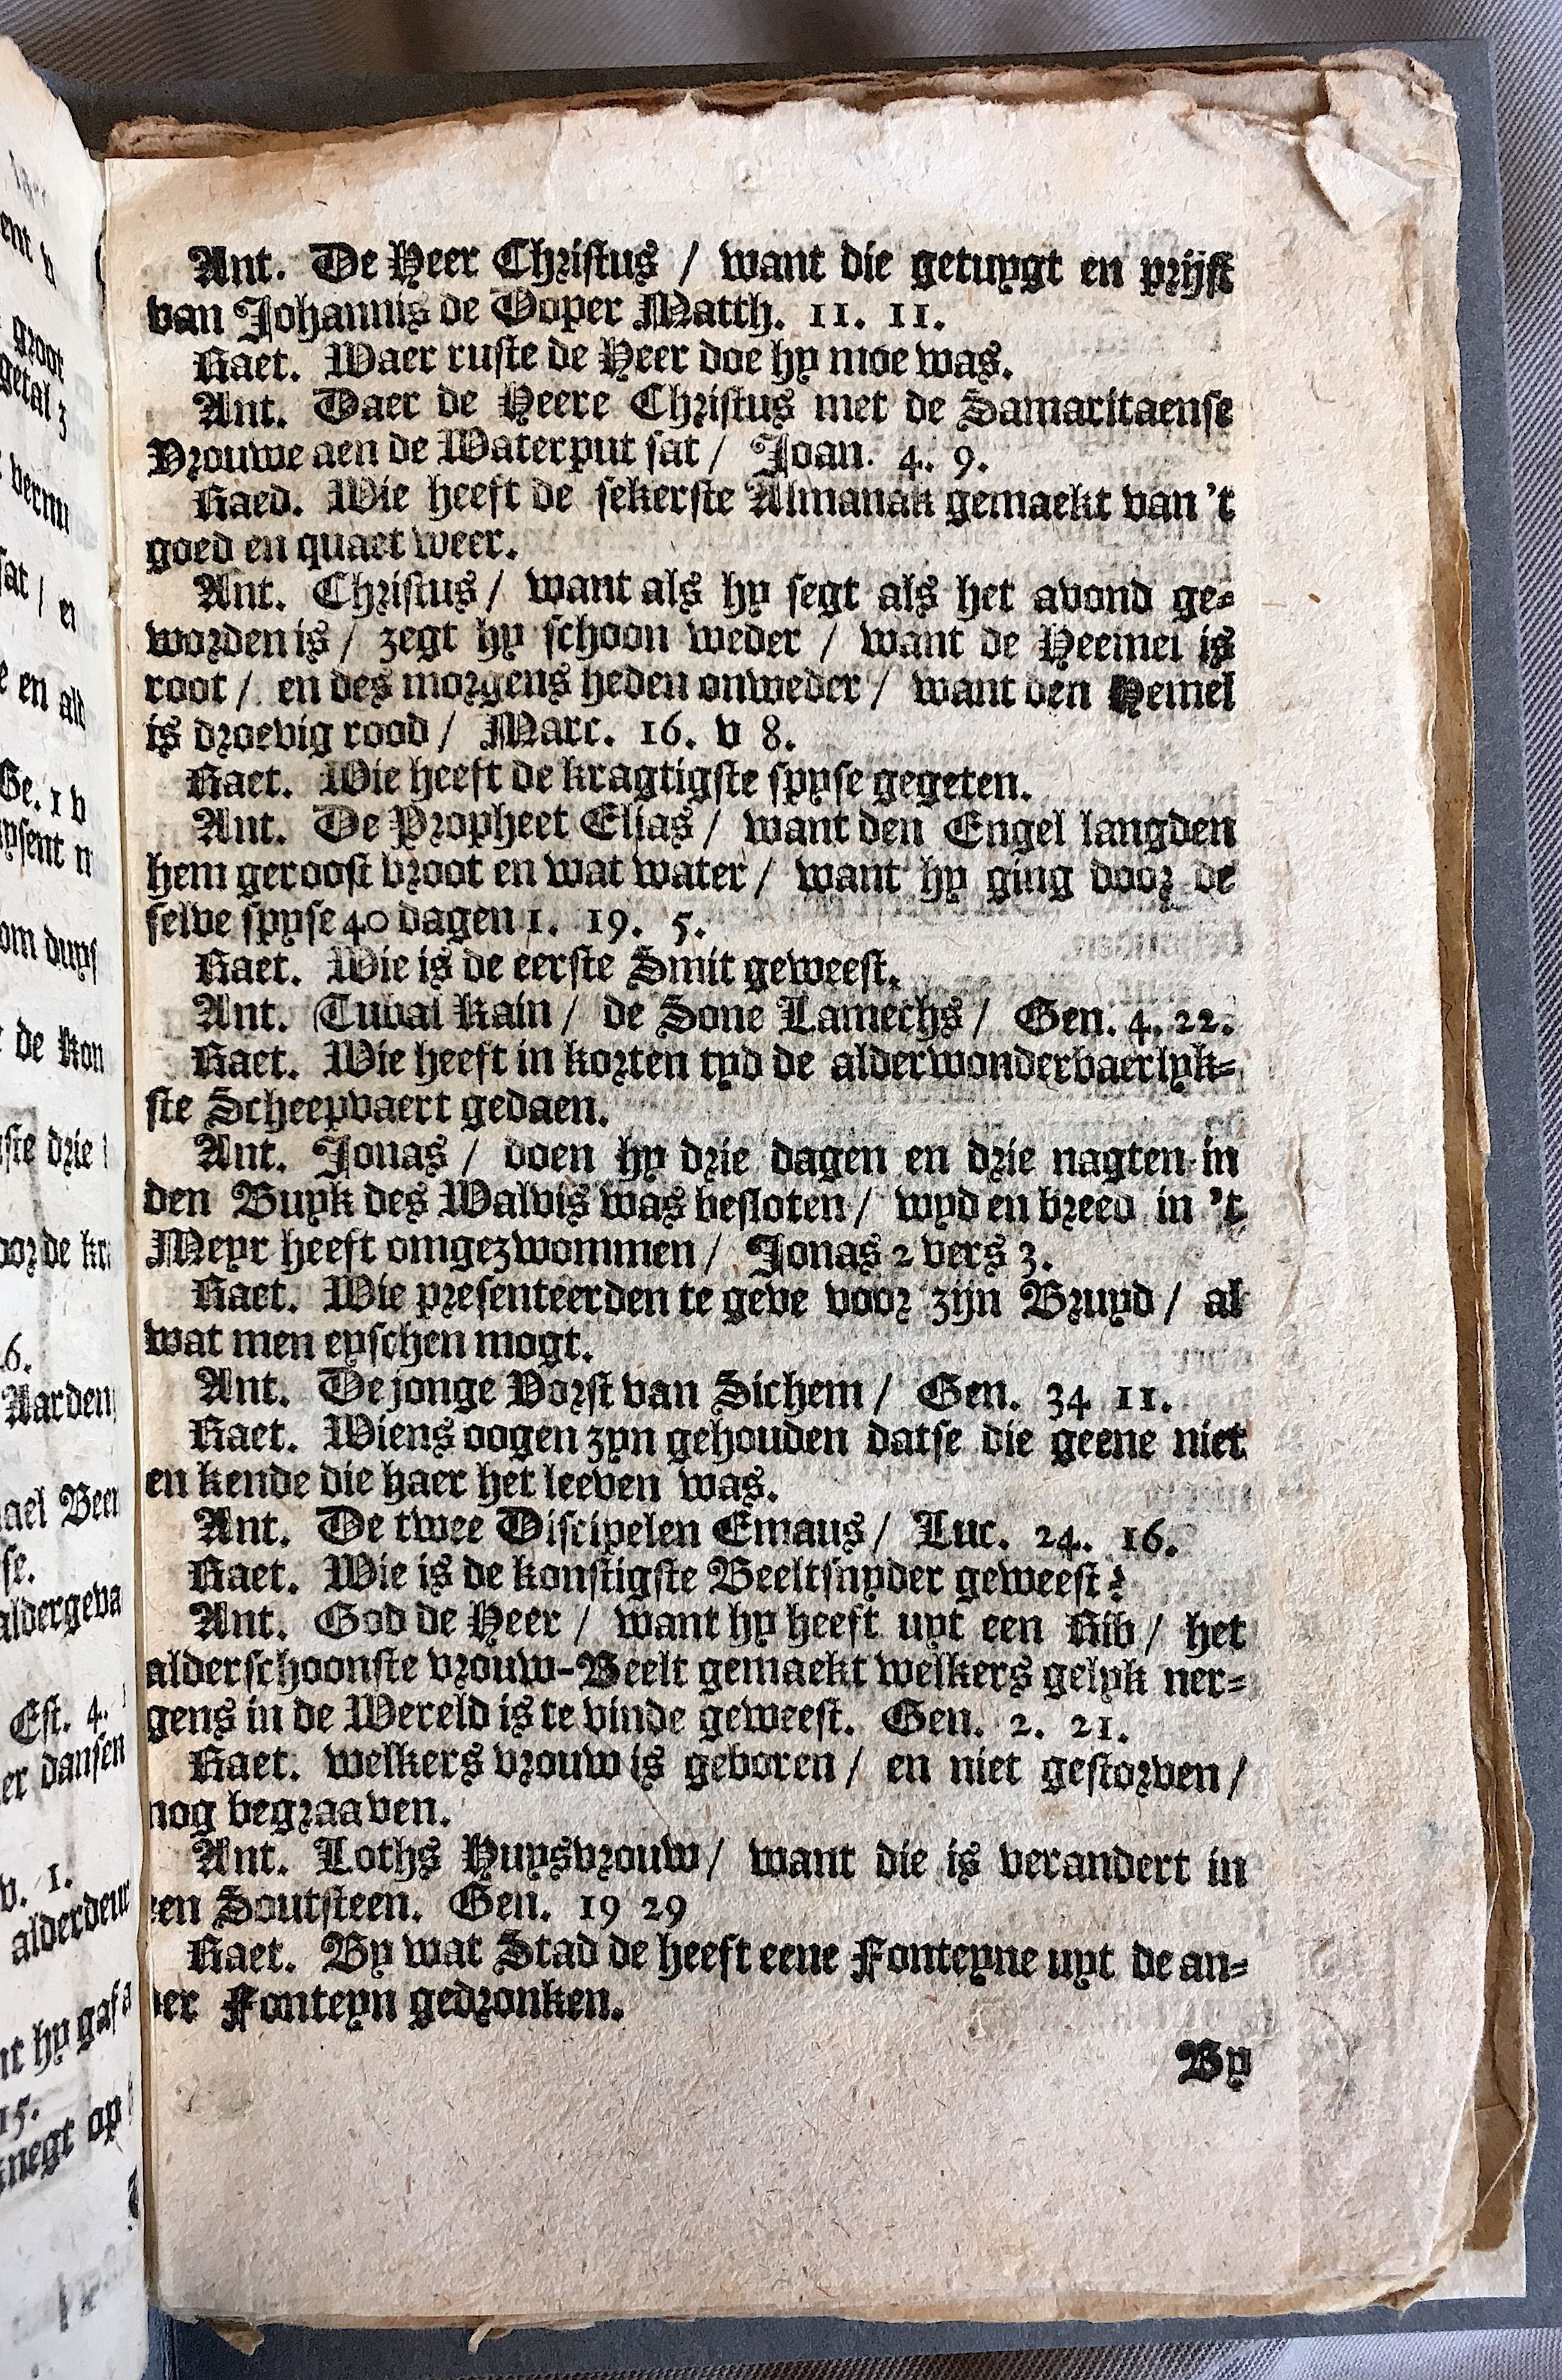 Ant. De Heer Christus / want die getuygt en prijst
van Johannis de Dooper Matth. 11. 11.
Raet. Waer ruste de Heer doe hy moe was.
Ant. Daer de Heere Christus met de Samaritaense
Vrouwe aen de Waterput sat / Joan. 4. 9.
Raed. Wie heeft de sekerste Almanak gemaekt van 't
goed en quaet weer.
Ant. Christus / want als hy segt als het avond ge-
worden is / zegt hy schoon weder / want de Heemel is
root / en des morgens heden onweder / want den Hemel
is droevig rood / Marc. 16. v 8.
Raet. Wie heeft de kragtigste spyse gegeten.
Ant. De Propheet Elias / want den Engel langden
hem geroost broot en wat water / want hy ging door de
selve spyse 40 dagen 1. 19. 5.
Raet. Wie is de eerste Smit geweest.
Ant. Tubal Kain / de Sone Lamechs / Gen. 4. 22.
Raet. Wie heeft in korten tyd de alderwonderbaerlyk-
ste Scheepvaert gedaen.
Ant. Jonas / doen hy drie dagen en drie nagten in
den Buyk des Walvis was besloten / wyd en breed in 't
Meyr heeft omgezwommen / Jonas 2 vers 3.
Raet. Wie presenteerden te geve voor zijn Bruyd / al
wat men eyschen mogt.
Ant. De jonge Vorst van Sichem / Gen. 34 11.
Raet. Wiens oogen zyn gehouden datse die geene niet
en kende die haer het leeven was.
Ant. De twee Discipelen Emaus / Luc. 24. 16.
Raet. Wie is de konstigste Beeltsnyder geweest?
Ant. God de Heer / want hy heeft uyt een Rib / het
alderschoonste vrouw-Beelt gemaekt welkers gelyk ner-
gens in de Wereld is te vinde geweest. Gen. 2. 21.
Raet. welkers vrouw is geboren / en niet gestorven /
nog begraaven.
Ant. Loths Huysvrouw / want die is verandert in
een Soutsteen. Gen. 19 29
Raet. By wat Stad de heeft eene Fonteyne uyt de an-
der Fonteyn gedronken.
By